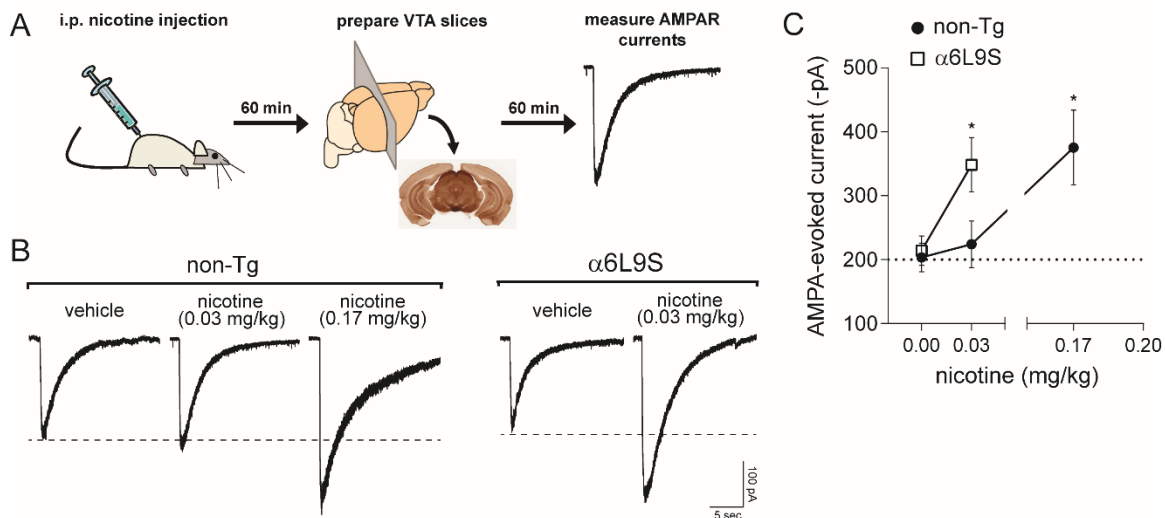 A
i.p. nicotine injection
prepare VTA slices
measure AMPAR
currents
60 min
60 min
B
non-Tg
α6L9S
vehicle
nicotine
(0.03 mg/kg)
nicotine
(0.17 mg/kg)
vehicle
nicotine
(0.03 mg/kg)
100 pA
5 sec
C
non-Tg
α6L9S
AMPA-evoked current (-pA)
500
400
300
200
100
*
*
0.00
0.03
0.17
0.20
nicotine (mg/kg)